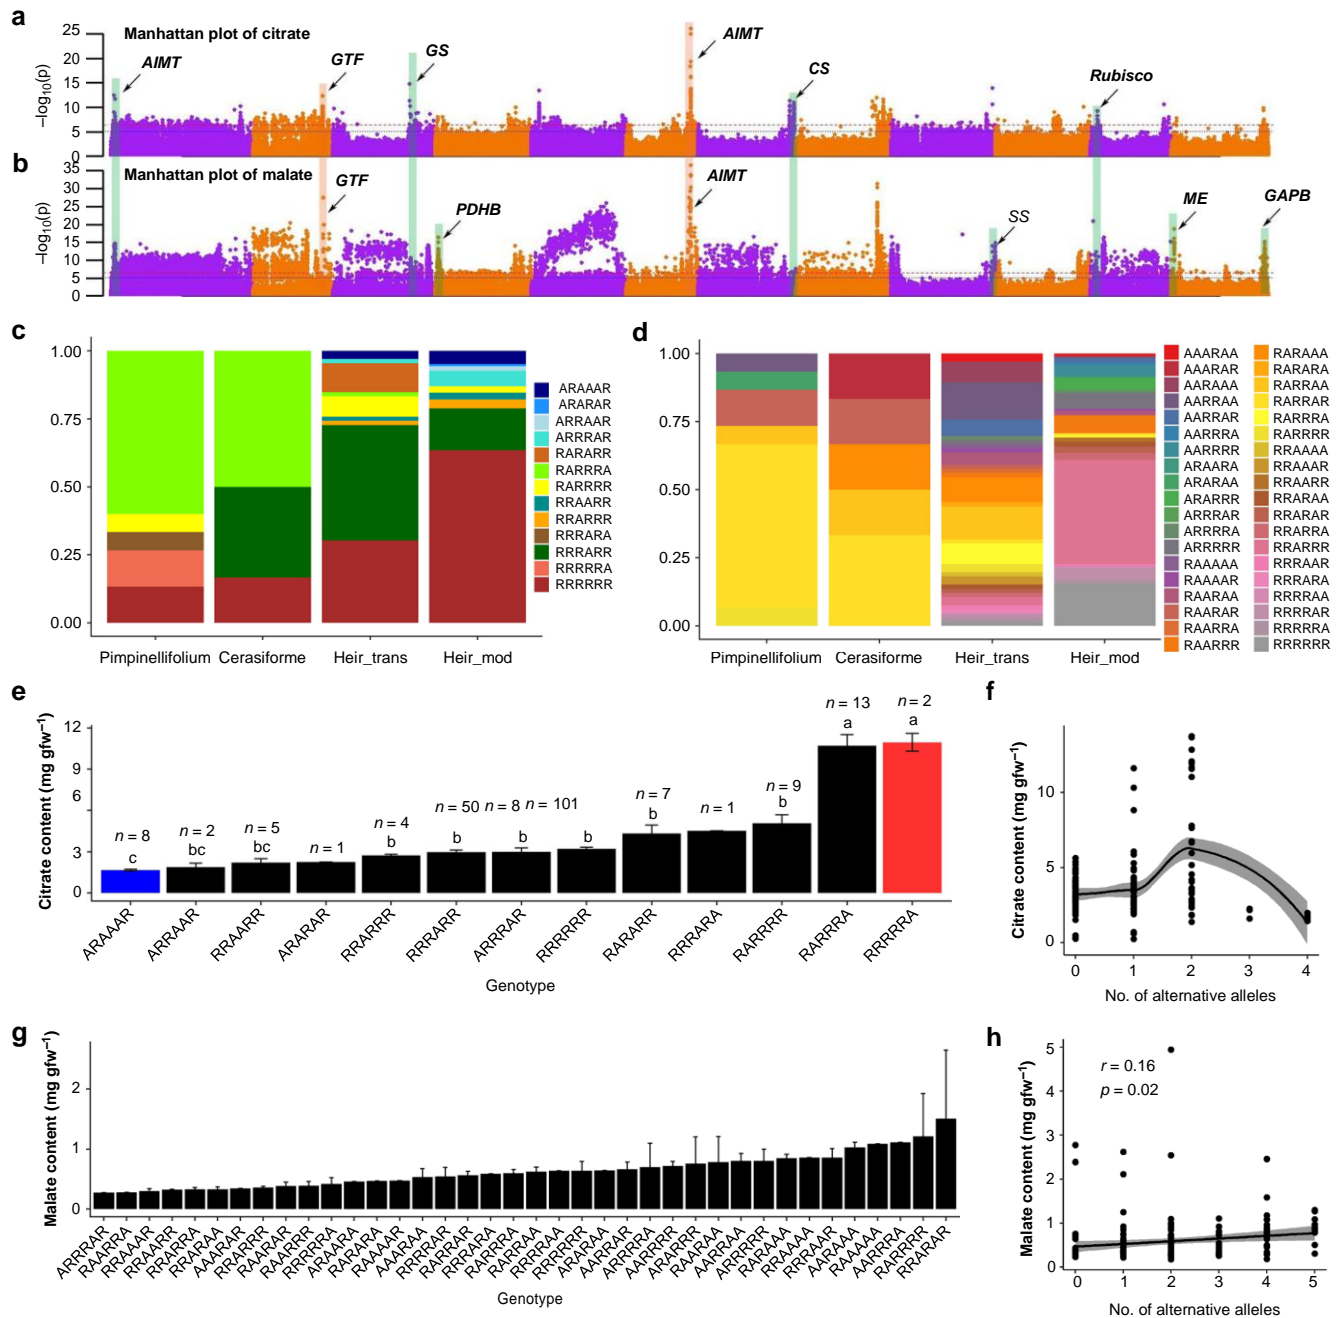 a
Manhattan plot of citrate
AIMT
GTF
GS
AIMT
CS
Rubisco
–log10(p)
25
20
15
10
5
0
b
Manhattan plot of malate
GTF
PDHB
AIMT
SS
ME
GAPB
–log10(p)
35
30
25
20
15
10
5
0
c
1.00
0.75
0.50
0.25
0.00
Pimpinellifolium Cerasiforme Heir_trans Heir_mod
ARAAAR
ARARAR
ARRAAR
ARRRAR
RARARR
RARRRA
RARRRR
RRAARR
RRARRR
RRRARA
RRRARR
RRRRRA
RRRRRR
d
1.00
0.75
0.50
0.25
0.00
Pimpinellifolium Cerasiforme Heir_trans Heir_mod
AAARAA RARAAA
AAARAR RARARA
AARAAA RARRAA
AARRAA RARRAR
AARRAR RARRRA
AARRRA RARRRR
AARRRR RRAAAA
ARAARA RRAAAR
ARARAA RRAARR
ARARRR RRARAA
ARRRAR RRARAR
ARRRRA RRARRA
ARRRRR RRARRR
RAAAAA RRRAAR
RAAAAR RRRARA
RAARAA RRRRAA
RAARAR RRRRAR
RAARRA RRRRRA
RAARRR RRRRRR
e
Citrate content (mg gfw–1)
12
9
6
3
0
n = 8
c
n = 2
bc
n = 5
bc
n = 1
n = 4
b
n = 50 n = 8 n = 101
b b b
n = 7
b
n = 1
n = 9
b
n = 13
a
n = 2
a
ARAAAR ARRAAR RRAARR ARARAR RRARRR RRRARR ARRRAR RRRRRR RARARR RRRARA RARRRR RARRRA RRRRRA
Genotype
f
Citrate content (mg gfw–1)
10
5
0
0 1 2 3 4
No. of alternative alleles
g
Malate content (mg gfw–1)
2
1
0
Genotype
h
Malate content (mg gfw–1)
r = 0.16
p = 0.02
5
4
3
2
1
0
0 1 2 3 4 5
No. of alternative alleles